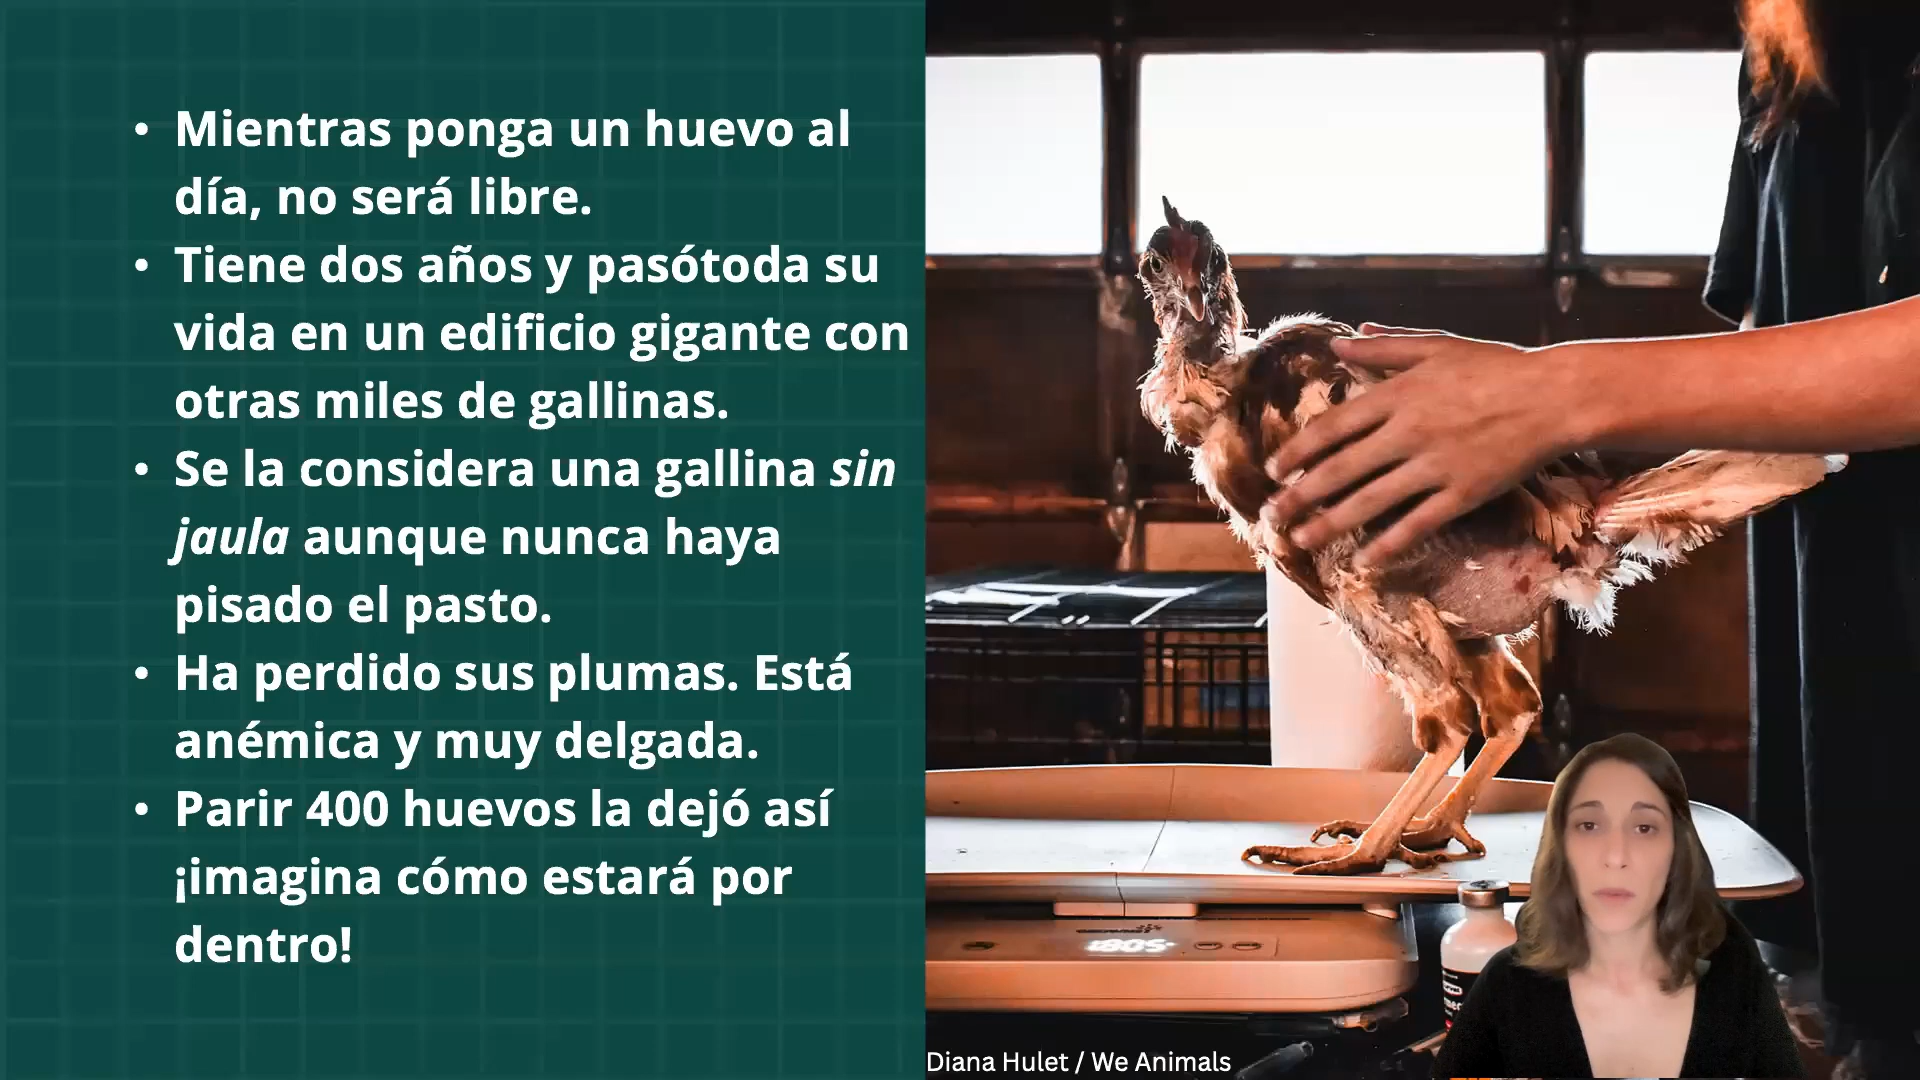 • Mientras ponga un huevo al
día, no será libre.
• Tiene dos años y pasótoda su
vida en un edificio gigante con
otras miles de gallinas.
• Se la considera una gallina sin
jaula aunque nunca haya
pisado el pasto.
• Ha perdido sus plumas. Está
anémica y muy delgada.
• Parir 400 huevos la dejó así
¡imagina cómo estará por
dentro!
Diana Hulet / We Animals